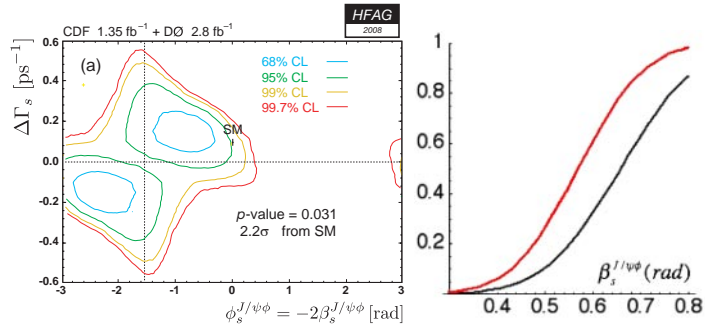 CDF 1.35 fb⁻¹ + DØ 2.8 fb⁻¹
HFAG
2008
(a)
68% CL
95% CL
99% CL
99.7% CL
SM
p-value = 0.031
2.2σ from SM
ΔΓ_s [ps⁻¹]
0.6
0.4
0.2
0.0
-0.2
-0.4
-0.6
-3 -2 -1 0 1 2 3
ϕ_s^{J/ψϕ} = −2β_s^{J/ψϕ} [rad]
1
0.8
0.6
0.4
0.2
β_s^{J/ψϕ} (rad)
0.4 0.5 0.6 0.7 0.8